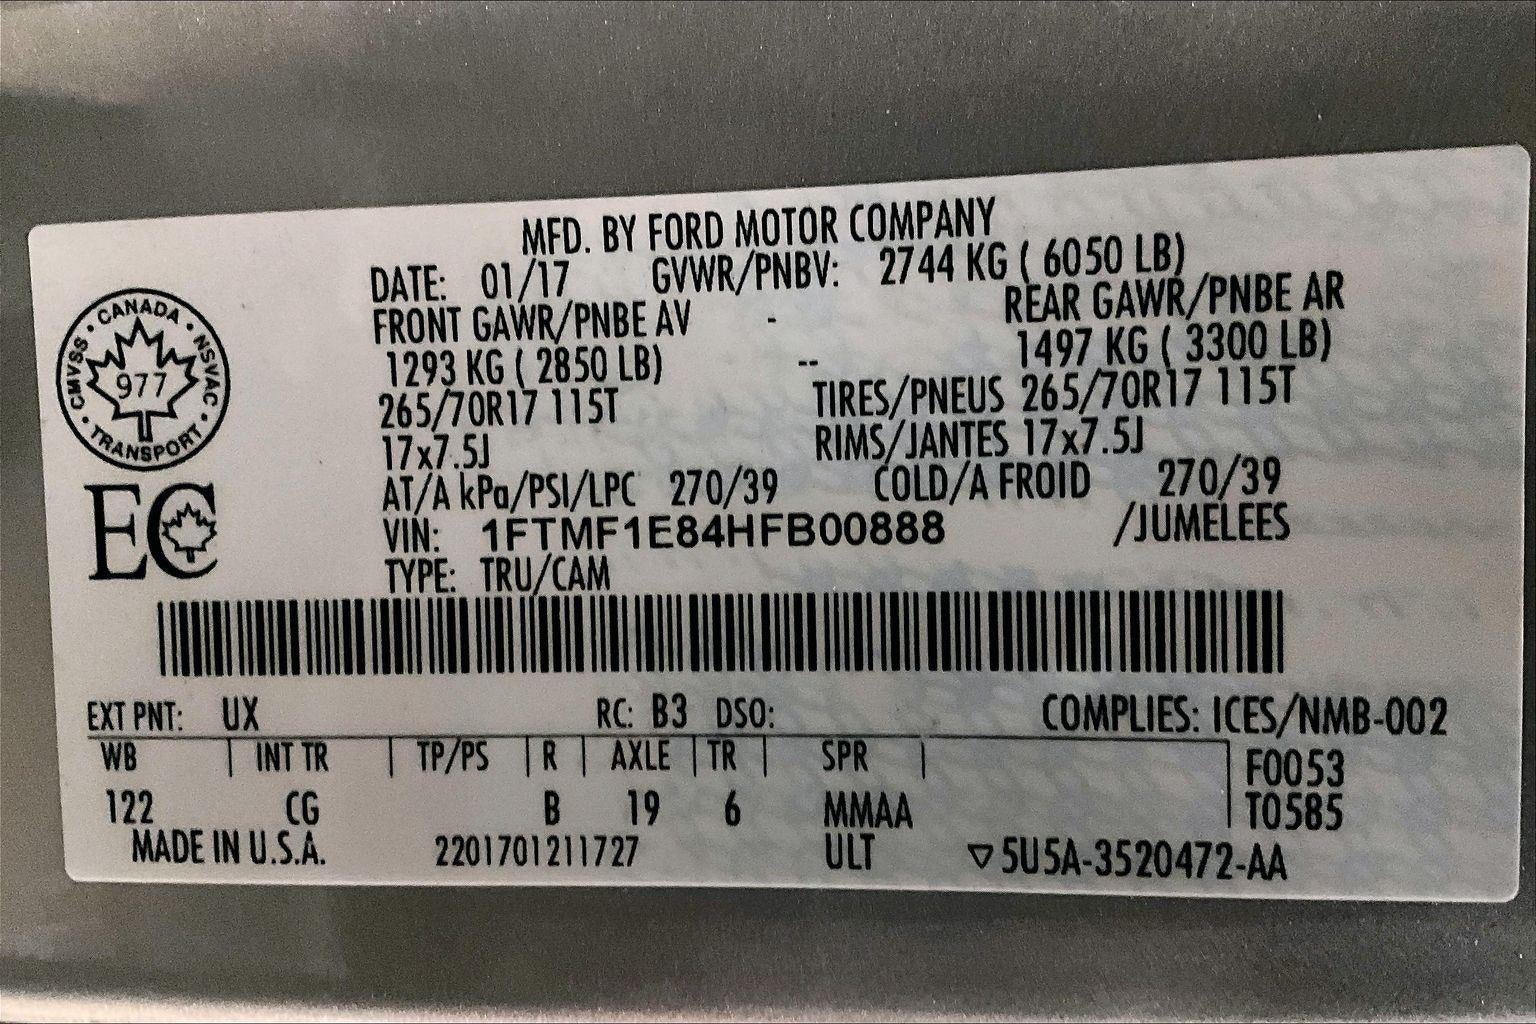 MFD. BY FORD MOTOR COMPANY
DATE: 01/17 GVWR/PNBV: 2744 KG ( 6050 LB)
FRONT GAWR/PNBE AV - REAR GAWR/PNBE AR
1293 KG ( 2850 LB) -- 1497 KG ( 3300 LB)
265/70R17 115T TIRES/PNEUS 265/70R17 115T
17x7.5J RIMS/JANTES 17x7.5J
AT/A kPa/PSI/LPC 270/39 COLD/A FROID 270/39
VIN: 1FTMF1E84HFB00888 /JUMELEES
TYPE: TRU/CAM
CANADA · NSVAC · TRANSPORT · CMVSS ·
977
EC
EXT PNT: UX RC: B3 DSO: COMPLIES: ICES/NMB-002
WB | INT TR | TP/PS | R | AXLE | TR | SPR | F0053
122 CG B 19 6 MMAA T0585
MADE IN U.S.A. 2201701211727 ULT ▽5U5A-3520472-AA